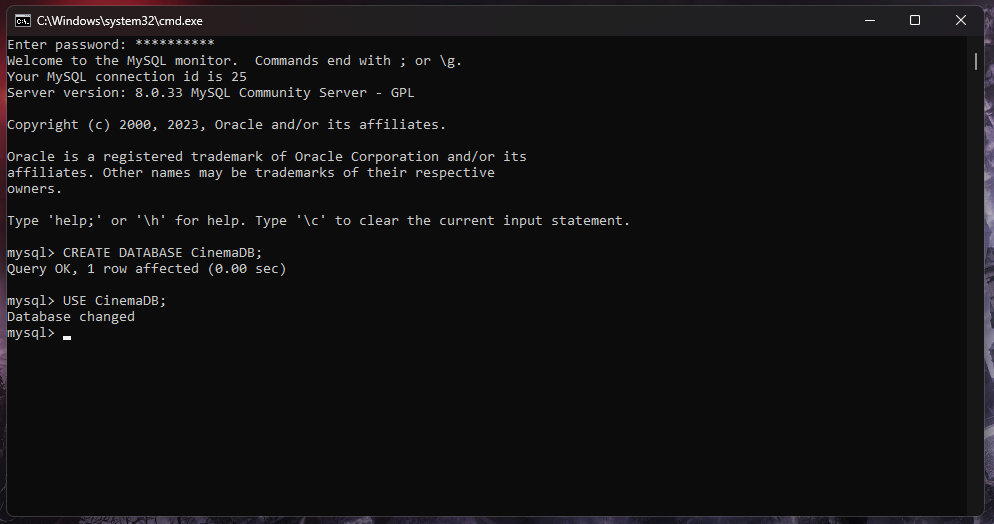 C:\Windows\system32\cmd.exe
Enter password: **********
Welcome to the MySQL monitor.  Commands end with ; or \g.
Your MySQL connection id is 25
Server version: 8.0.33 MySQL Community Server - GPL
Copyright (c) 2000, 2023, Oracle and/or its affiliates.
Oracle is a registered trademark of Oracle Corporation and/or its
affiliates. Other names may be trademarks of their respective
owners.
Type 'help;' or '\h' for help. Type '\c' to clear the current input statement.
mysql> CREATE DATABASE CinemaDB;
Query OK, 1 row affected (0.00 sec)
mysql> USE CinemaDB;
Database changed
mysql>